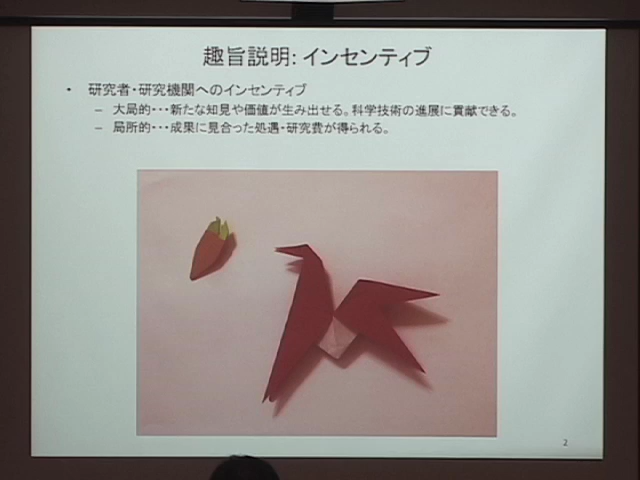 趣旨説明: インセンティブ
・ 研究者・研究機関へのインセンティブ
– 大局的・・・新たな知見や価値が生み出せる。科学技術の進展に貢献できる。
– 局所的・・・成果に見合った処遇・研究費が得られる。
2